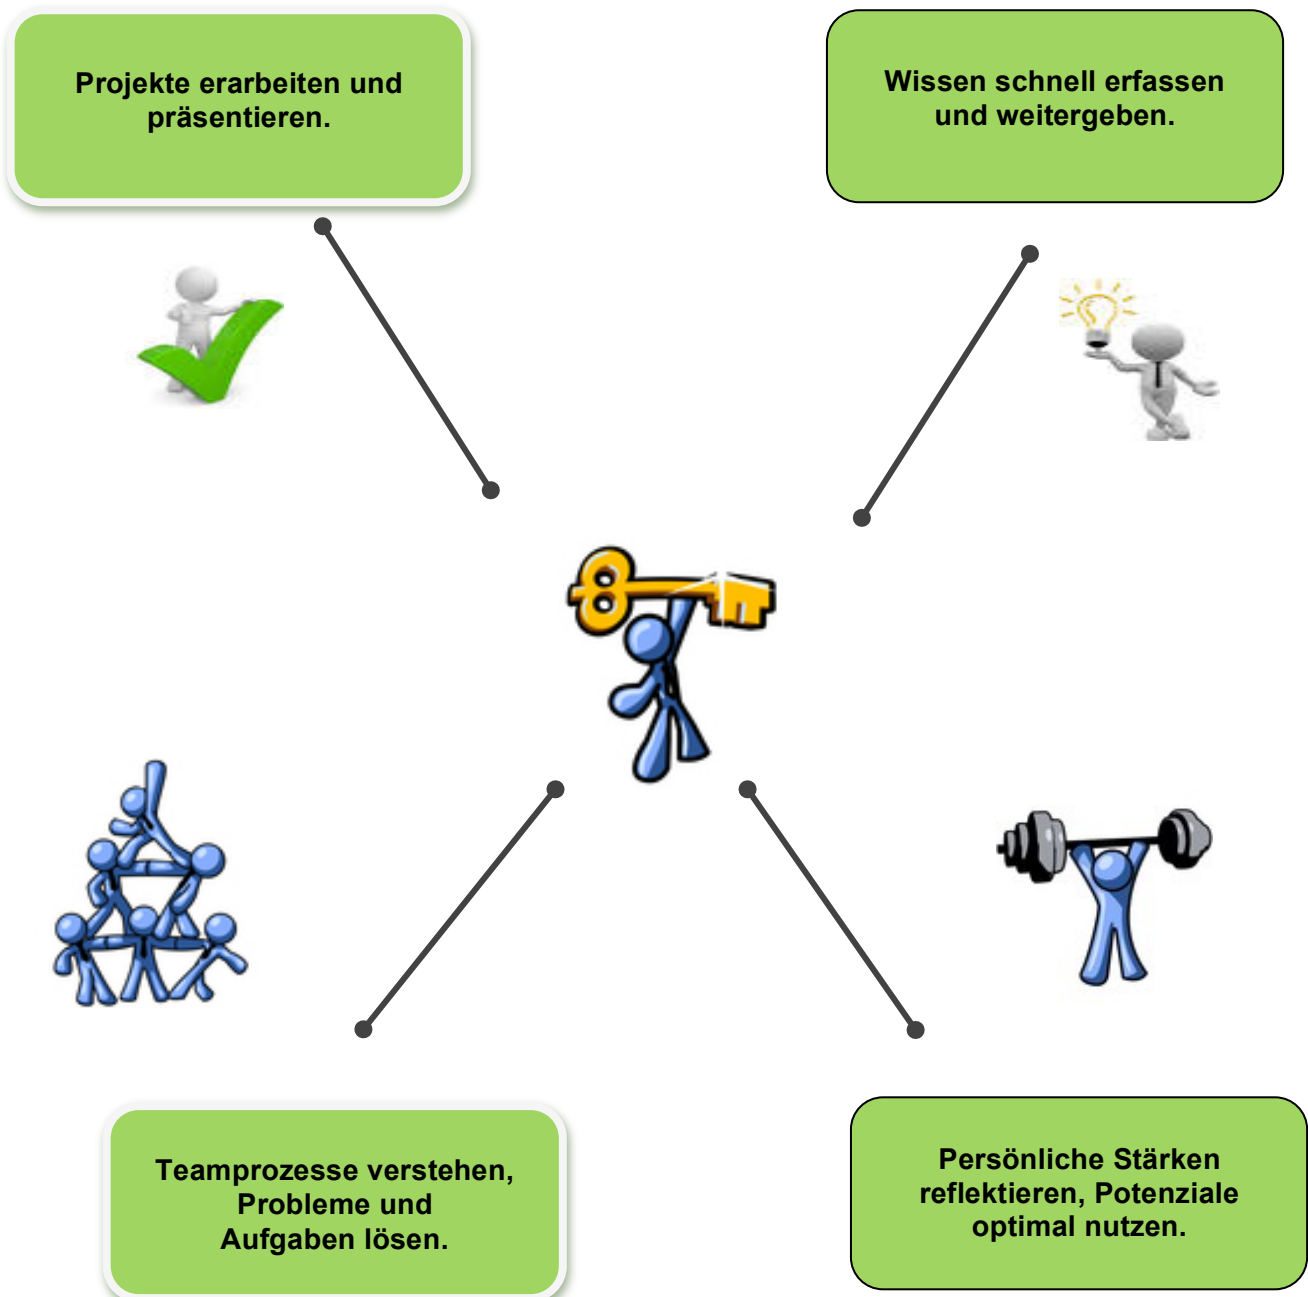 Projekte erarbeiten und
präsentieren.
Wissen schnell erfassen
und weitergeben.
Teamprozesse verstehen,
Probleme und
Aufgaben lösen.
Persönliche Stärken
reflektieren, Potenziale
optimal nutzen.